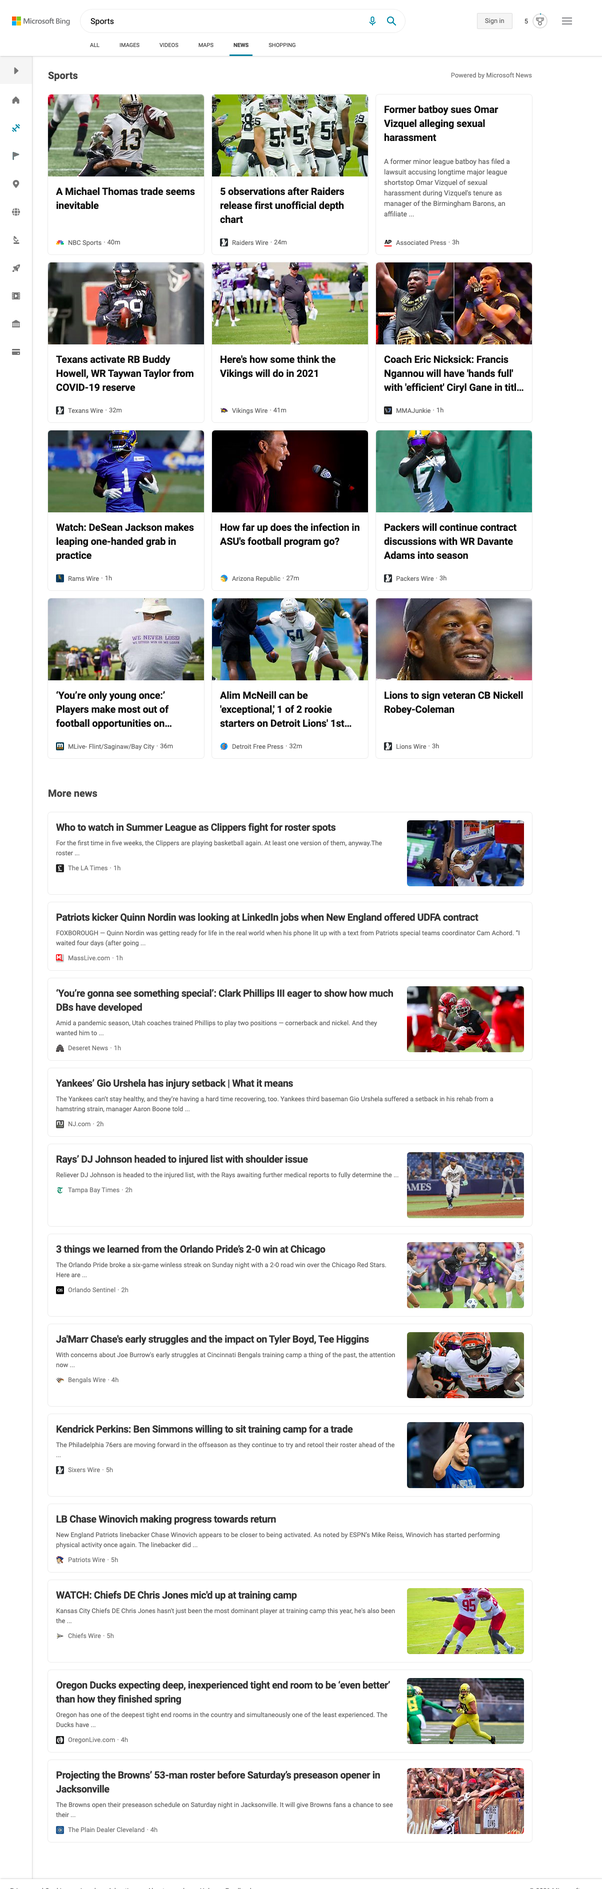 Microsoft Bing
Sports
Sign in
5
ALL
IMAGES
VIDEOS
MAPS
NEWS
SHOPPING
Sports
Powered by Microsoft News
A Michael Thomas trade seems
inevitable
NBC Sports · 40m
5 observations after Raiders
release first unofficial depth
chart
Raiders Wire · 24m
Former batboy sues Omar
Vizquel alleging sexual
harassment
A former minor league batboy has filed a
lawsuit accusing longtime major league
shortstop Omar Vizquel of sexual
harassment during Vizquel's tenure as
manager of the Birmingham Barons, an
affiliate ...
AP
Associated Press · 3h
Texans activate RB Buddy
Howell, WR Taywan Taylor from
COVID-19 reserve
Texans Wire · 32m
Here's how some think the
Vikings will do in 2021
Vikings Wire · 41m
Coach Eric Nicksick: Francis
Ngannou will have 'hands full'
with 'efficient' Ciryl Gane in titl...
MMAJunkie · 1h
Watch: DeSean Jackson makes
leaping one-handed grab in
practice
Rams Wire · 1h
How far up does the infection in
ASU's football program go?
Arizona Republic · 27m
Packers will continue contract
discussions with WR Davante
Adams into season
Packers Wire · 3h
WE NEVER LOSE
'You're only young once:'
Players make most out of
football opportunities on...
MLive- Flint/Saginaw/Bay City · 36m
Alim McNeill can be
'exceptional,' 1 of 2 rookie
starters on Detroit Lions' 1st...
Detroit Free Press · 32m
Lions to sign veteran CB Nickell
Robey-Coleman
Lions Wire · 3h
More news
Who to watch in Summer League as Clippers fight for roster spots
For the first time in five weeks, the Clippers are playing basketball again. At least one version of them, anyway.The
roster ...
The LA Times · 1h
Patriots kicker Quinn Nordin was looking at LinkedIn jobs when New England offered UDFA contract
FOXBOROUGH — Quinn Nordin was getting ready for life in the real world when his phone lit up with a text from Patriots special teams coordinator Cam Achord. "I
waited four days (after going ...
MassLive.com · 1h
'You're gonna see something special': Clark Phillips III eager to show how much
DBs have developed
Amid a pandemic season, Utah coaches trained Phillips to play two positions — cornerback and nickel. And they
wanted him to ...
Deseret News · 1h
Yankees' Gio Urshela has injury setback | What it means
The Yankees can't stay healthy, and they're having a hard time recovering, too. Yankees third baseman Gio Urshela suffered a setback in his rehab from a
hamstring strain, manager Aaron Boone told ...
NJ.com · 2h
Rays' DJ Johnson headed to injured list with shoulder issue
Reliever DJ Johnson is headed to the injured list, with the Rays awaiting further medical reports to fully determine the ...
Tampa Bay Times · 2h
3 things we learned from the Orlando Pride's 2-0 win at Chicago
The Orlando Pride broke a six-game winless streak on Sunday night with a 2-0 road win over the Chicago Red Stars.
Here are ...
Orlando Sentinel · 2h
Ja'Marr Chase's early struggles and the impact on Tyler Boyd, Tee Higgins
With concerns about Joe Burrow's early struggles at Cincinnati Bengals training camp a thing of the past, the attention
now ...
Bengals Wire · 4h
Kendrick Perkins: Ben Simmons willing to sit training camp for a trade
The Philadelphia 76ers are moving forward in the offseason as they continue to try and retool their roster ahead of the
...
Sixers Wire · 5h
LB Chase Winovich making progress towards return
New England Patriots linebacker Chase Winovich appears to be closer to being activated. As noted by ESPN's Mike Reiss, Winovich has started performing
physical activity once again. The linebacker did ...
Patriots Wire · 5h
WATCH: Chiefs DE Chris Jones mic'd up at training camp
Kansas City Chiefs DE Chris Jones hasn't just been the most dominant player at training camp this year, he's also been
the ...
Chiefs Wire · 5h
Oregon Ducks expecting deep, inexperienced tight end room to be 'even better'
than how they finished spring
Oregon has one of the deepest tight end rooms in the country and simultaneously one of the least experienced. The
Ducks have ...
OregonLive.com · 4h
Projecting the Browns' 53-man roster before Saturday's preseason opener in
Jacksonville
The Browns open their preseason schedule on Saturday night in Jacksonville. It will give Browns fans a chance to see
their ...
The Plain Dealer Cleveland · 4h